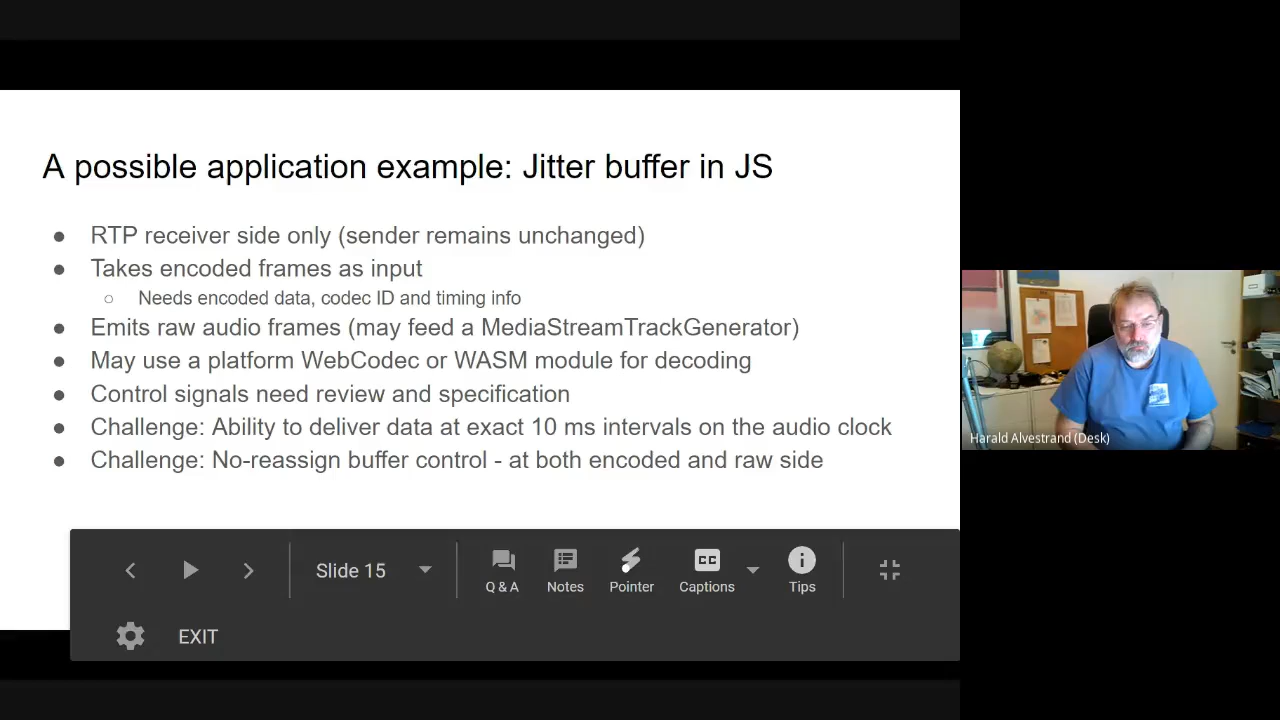 A possible application example: Jitter buffer in JS
● RTP receiver side only (sender remains unchanged)
● Takes encoded frames as input
○ Needs encoded data, codec ID and timing info
● Emits raw audio frames (may feed a MediaStreamTrackGenerator)
● May use a platform WebCodec or WASM module for decoding
● Control signals need review and specification
● Challenge: Ability to deliver data at exact 10 ms intervals on the audio clock
● Challenge: No-reassign buffer control - at both encoded and raw side
Harald Alvestrand (Desk)
Slide 15
Q & A
Notes
Pointer
CC
Captions
Tips
EXIT